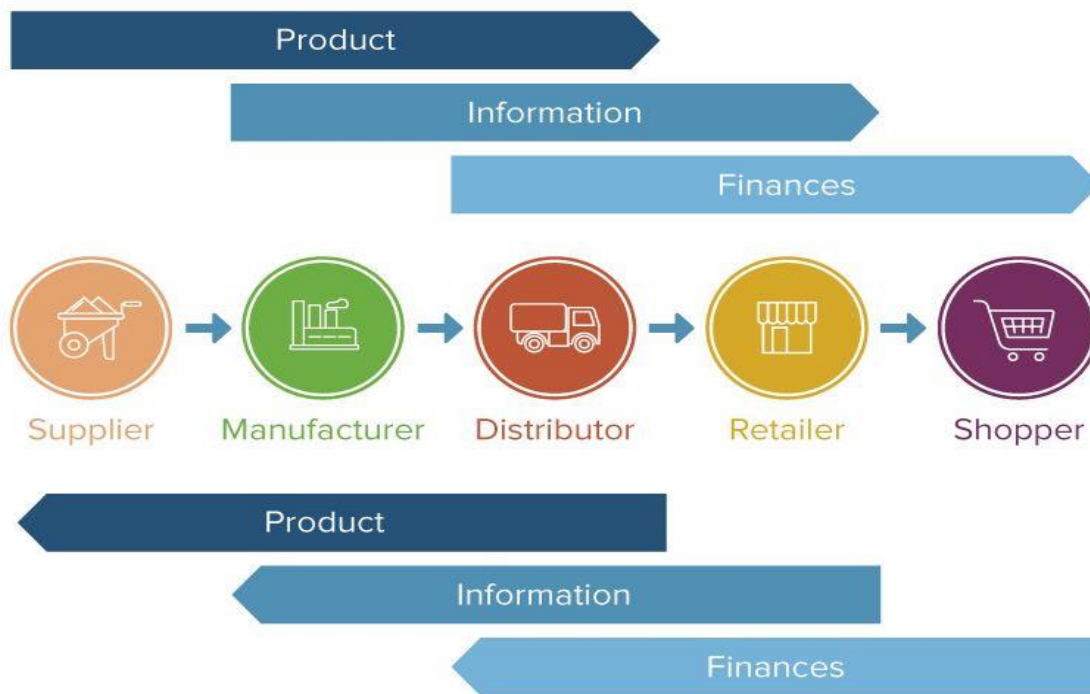 Product
Information
Finances
Supplier Manufacturer Distributor Retailer Shopper
Product
Information
Finances